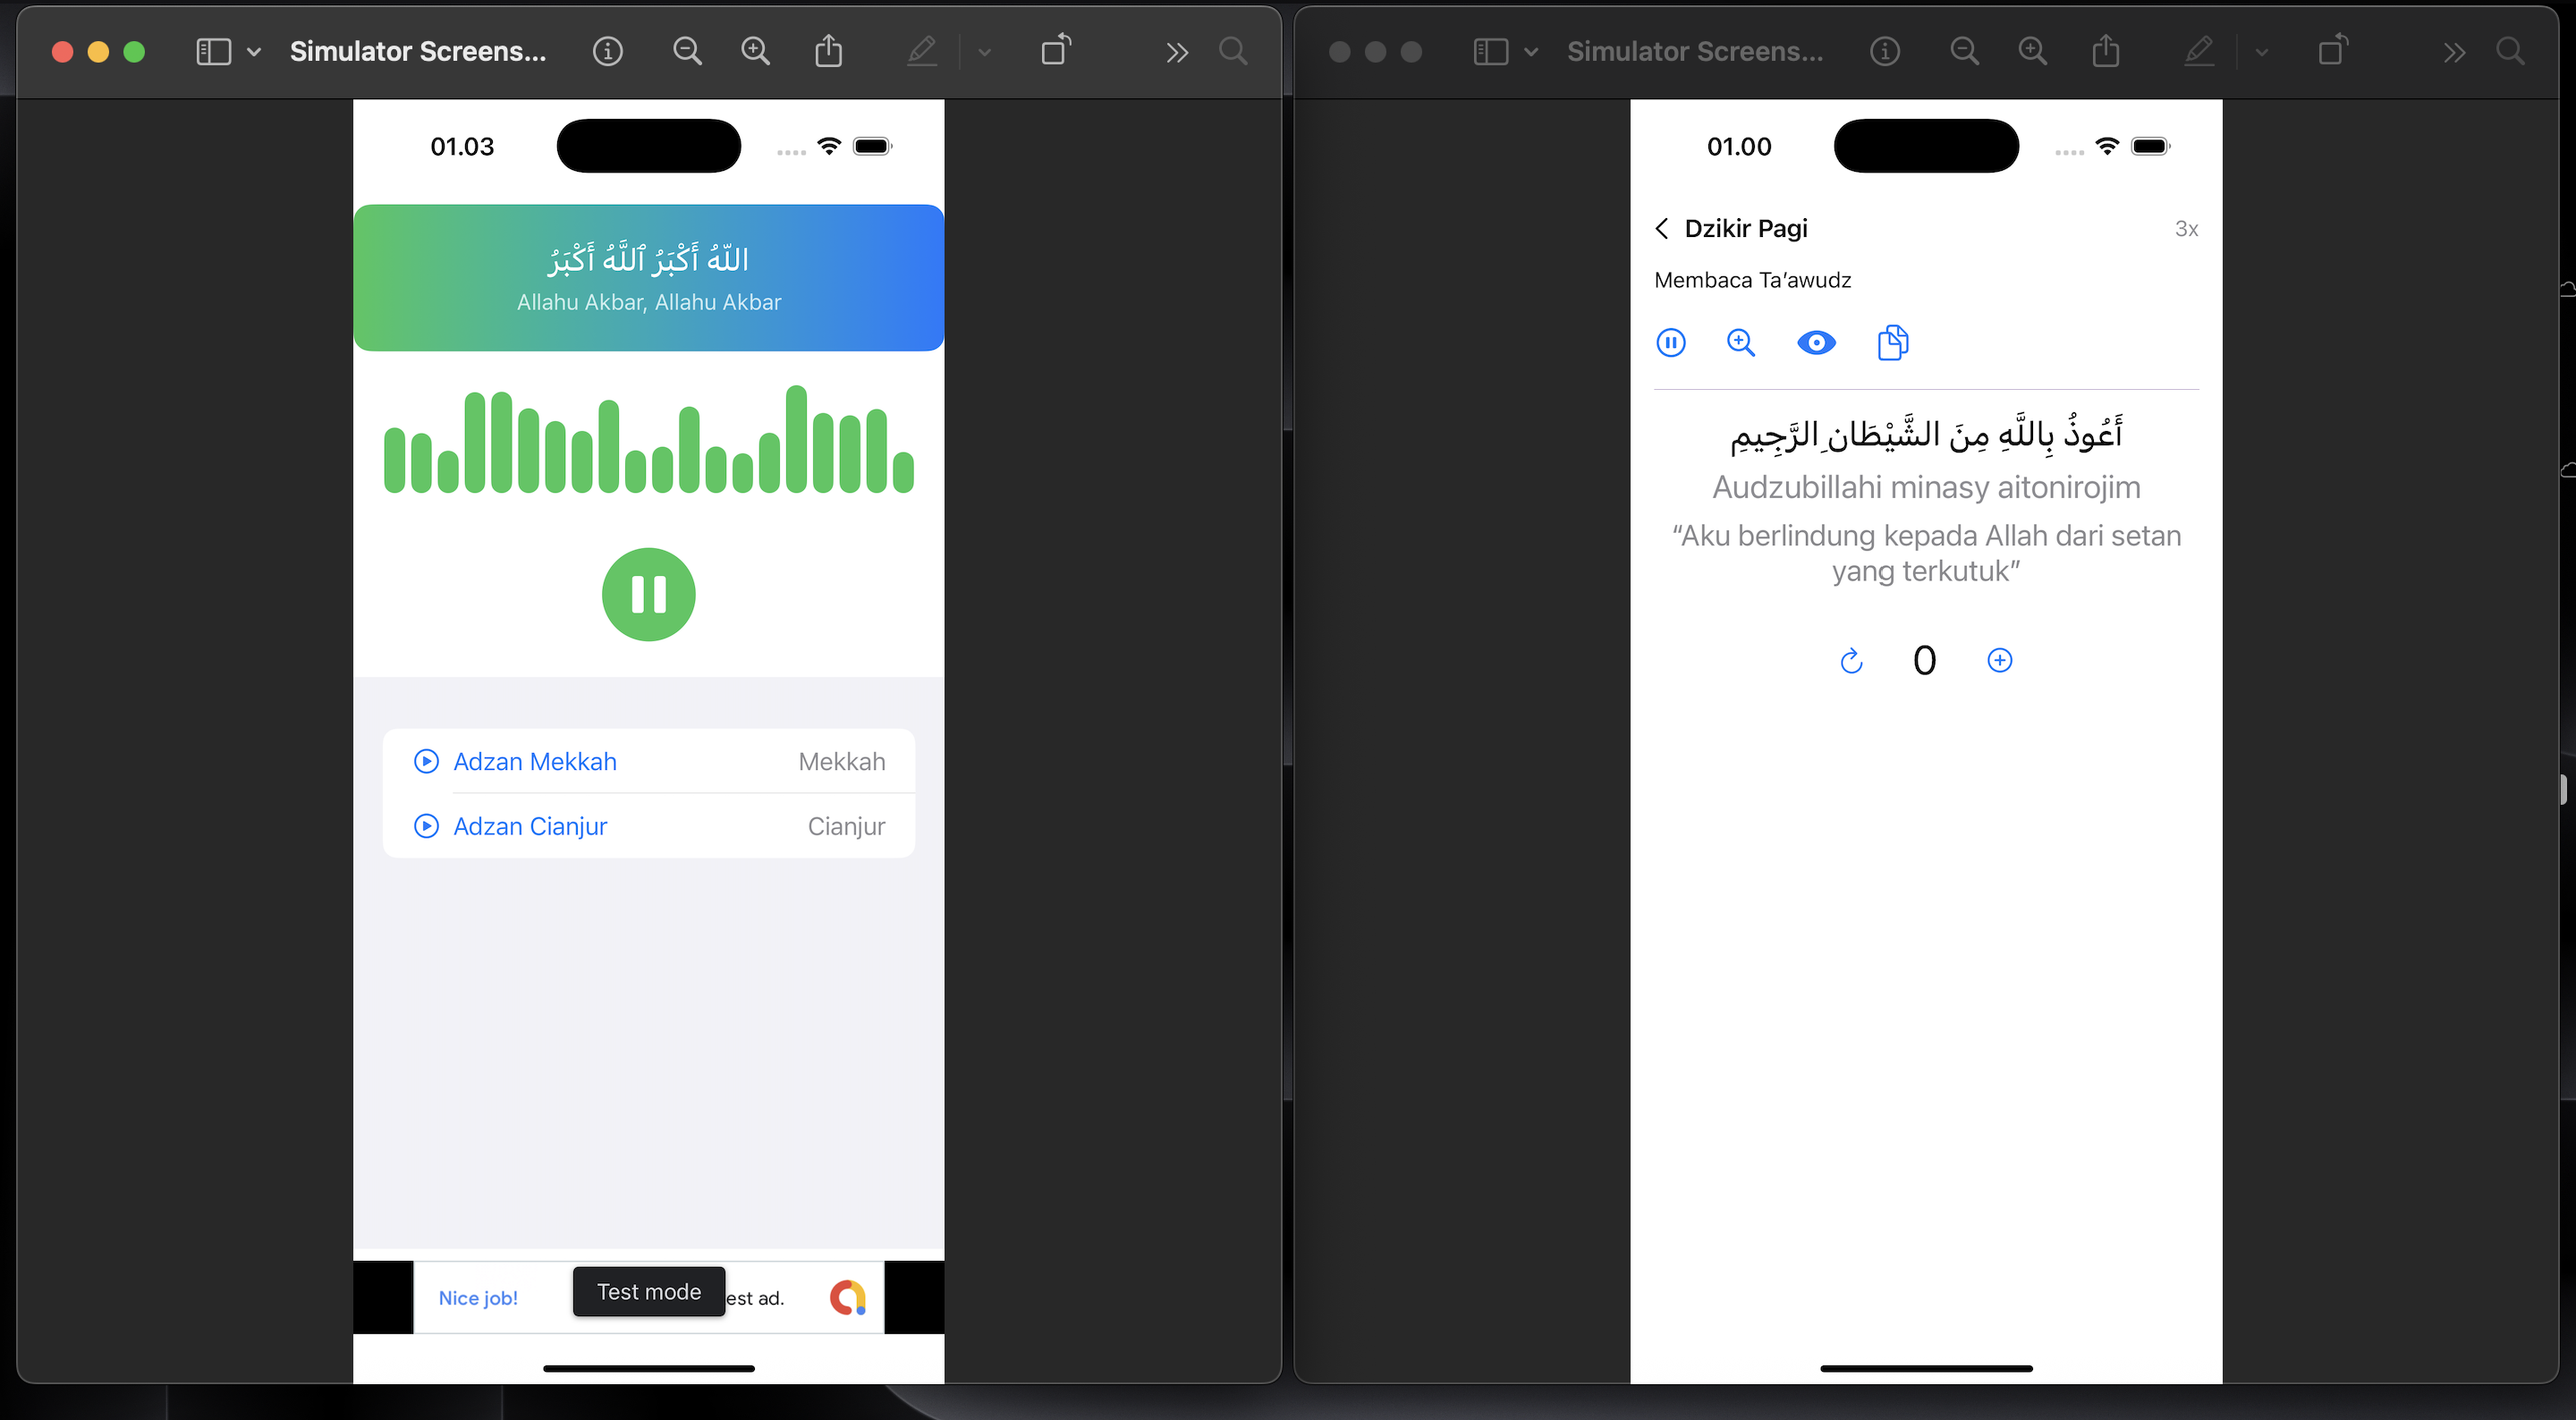 Simulator Screens...
01.03
اللّٰهُ أَكْبَرُ ٱللَّهُ أَكْبَرُ
Allahu Akbar, Allahu Akbar
Adzan Mekkah Mekkah
Adzan Cianjur Cianjur
Nice job! Test mode est ad.
Simulator Screens...
01.00
Dzikir Pagi 3x
Membaca Ta’awudz
أَعُوذُ بِاللَّهِ مِنَ الشَّيْطَانِ الرَّجِيمِ
Audzubillahi minasy aitonirojim
“Aku berlindung kepada Allah dari setan
yang terkutuk”
0